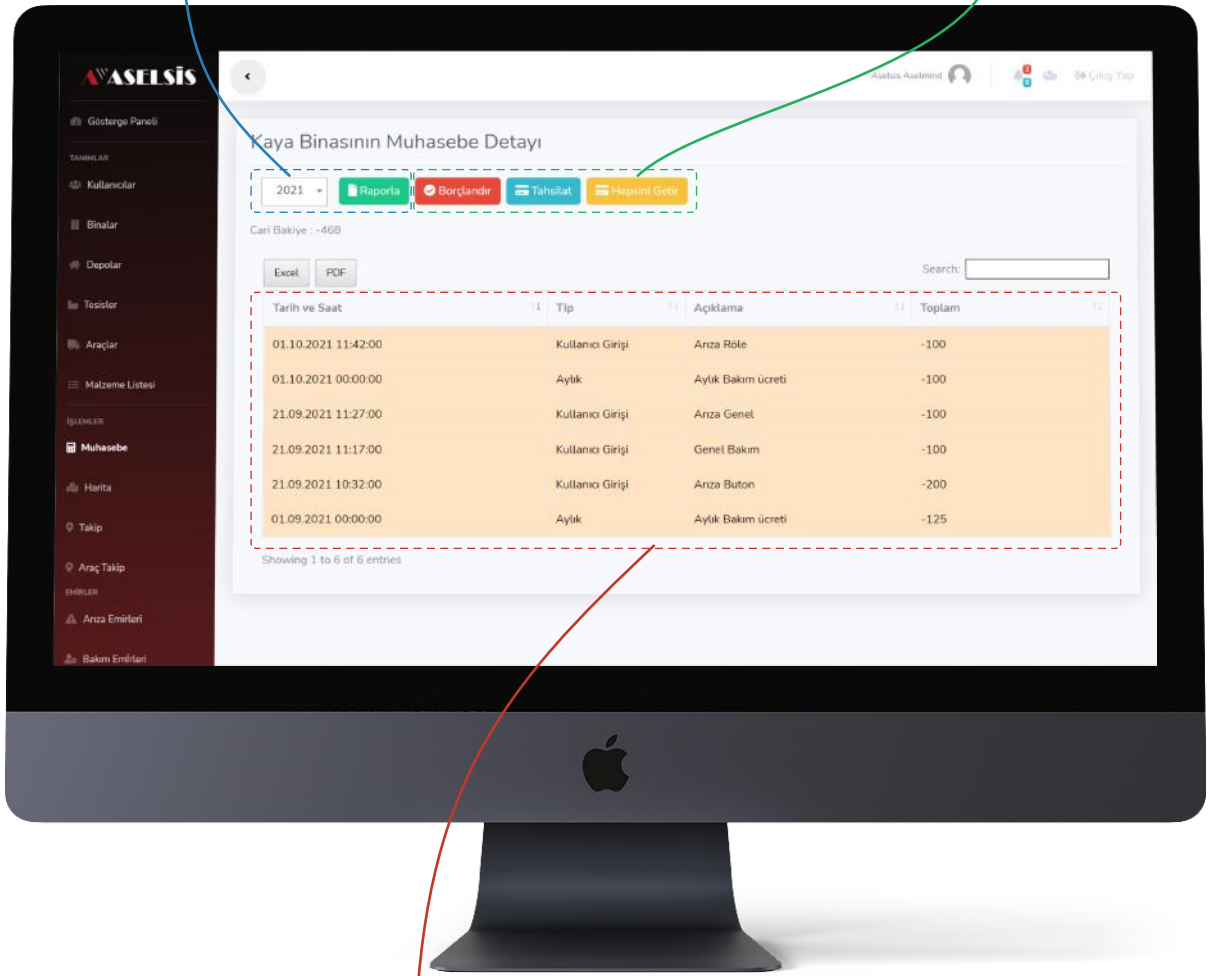 ASELSİS
Aselsis Aselmind
2
0
Çıkış Yap
Gösterge Paneli
TANIMLAR
Kullanıcılar
Binalar
Depolar
Tesisler
Araçlar
Malzeme Listesi
İŞLEMLER
Muhasebe
Harita
Takip
Araç Takip
EMİRLER
Arıza Emirleri
Bakım Emirleri
Kaya Binasının Muhasebe Detayı
2021 Raporla Borçlandır Tahsilat Hepsini Getir
Cari Bakiye : -468
Excel PDF Search:
Tarih ve Saat Tip Açıklama Toplam
01.10.2021 11:42:00 Kullanıcı Girişi Arıza Röle -100
01.10.2021 00:00:00 Aylık Aylık Bakım ücreti -100
21.09.2021 11:27:00 Kullanıcı Girişi Arıza Genel -100
21.09.2021 11:17:00 Kullanıcı Girişi Genel Bakım -100
21.09.2021 10:32:00 Kullanıcı Girişi Arıza Buton -200
01.09.2021 00:00:00 Aylık Aylık Bakım ücreti -125
Showing 1 to 6 of 6 entries